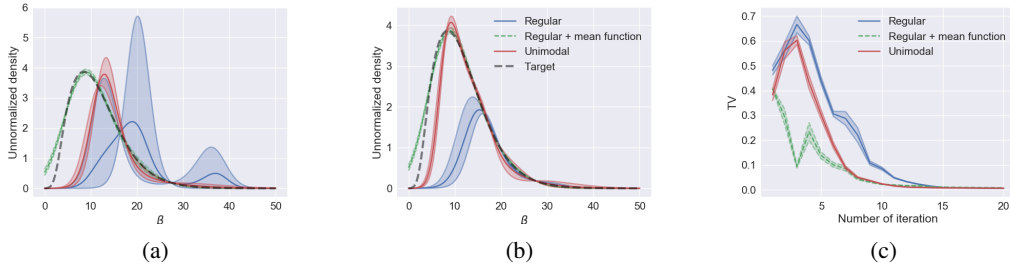 6
5
4
3
2
1
0
Unnormalized density
0 10 20 30 40 50
ß
(a)
4
3
2
1
0
Unnormalized density
Regular
Regular + mean function
Unimodal
Target
0 10 20 30 40 50
ß
(b)
0.7
0.6
0.5
0.4
0.3
0.2
0.1
0.0
TV
Regular
Regular + mean function
Unimodal
5 10 15 20
Number of iteration
(c)